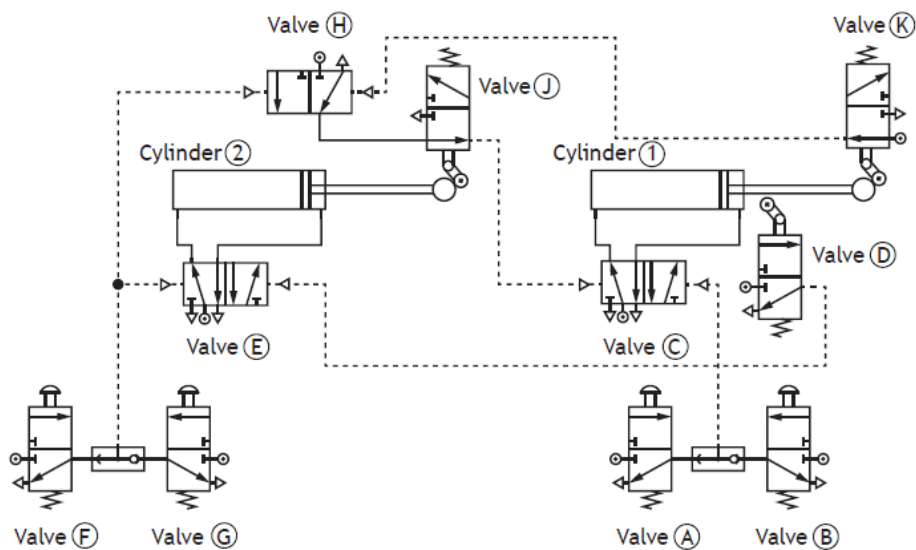 Valve Ⓗ
Valve Ⓚ
Valve Ⓙ
Cylinder ②
Cylinder ①
Valve Ⓓ
Valve Ⓔ
Valve Ⓒ
Valve Ⓕ
Valve Ⓖ
Valve Ⓐ
Valve Ⓑ